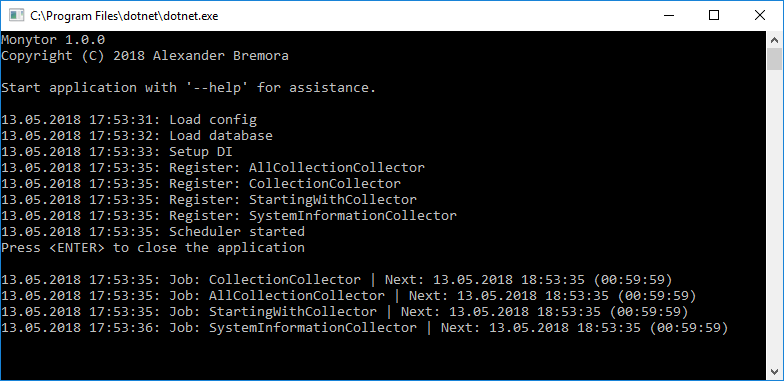 C:\Program Files\dotnet\dotnet.exe
Monytor 1.0.0
Copyright (C) 2018 Alexander Bremora
Start application with '--help' for assistance.
13.05.2018 17:53:31: Load config
13.05.2018 17:53:32: Load database
13.05.2018 17:53:33: Setup DI
13.05.2018 17:53:35: Register: AllCollectionCollector
13.05.2018 17:53:35: Register: CollectionCollector
13.05.2018 17:53:35: Register: StartingWithCollector
13.05.2018 17:53:35: Register: SystemInformationCollector
13.05.2018 17:53:35: Scheduler started
Press <ENTER> to close the application
13.05.2018 17:53:35: Job: CollectionCollector | Next: 13.05.2018 18:53:35 (00:59:59)
13.05.2018 17:53:35: Job: AllCollectionCollector | Next: 13.05.2018 18:53:35 (00:59:59)
13.05.2018 17:53:35: Job: StartingWithCollector | Next: 13.05.2018 18:53:35 (00:59:59)
13.05.2018 17:53:36: Job: SystemInformationCollector | Next: 13.05.2018 18:53:35 (00:59:59)